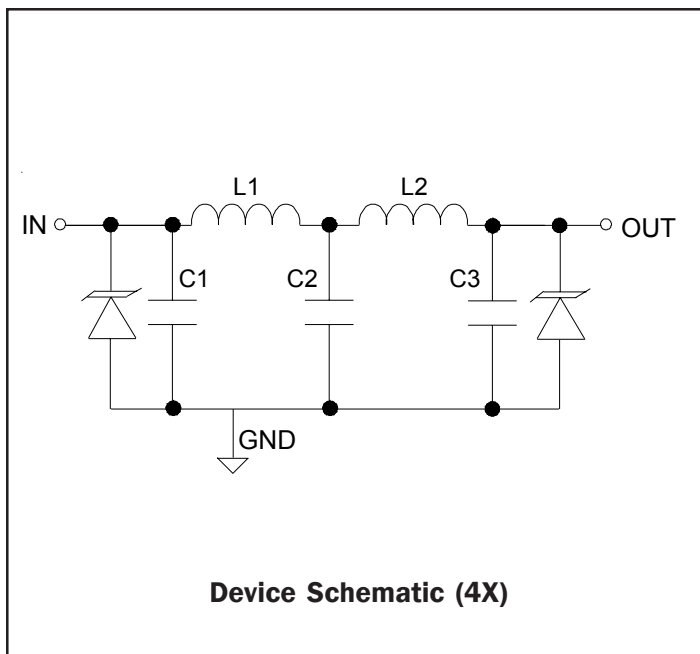 L1 L2
IN OUT
C1 C2 C3
GND
Device Schematic (4X)